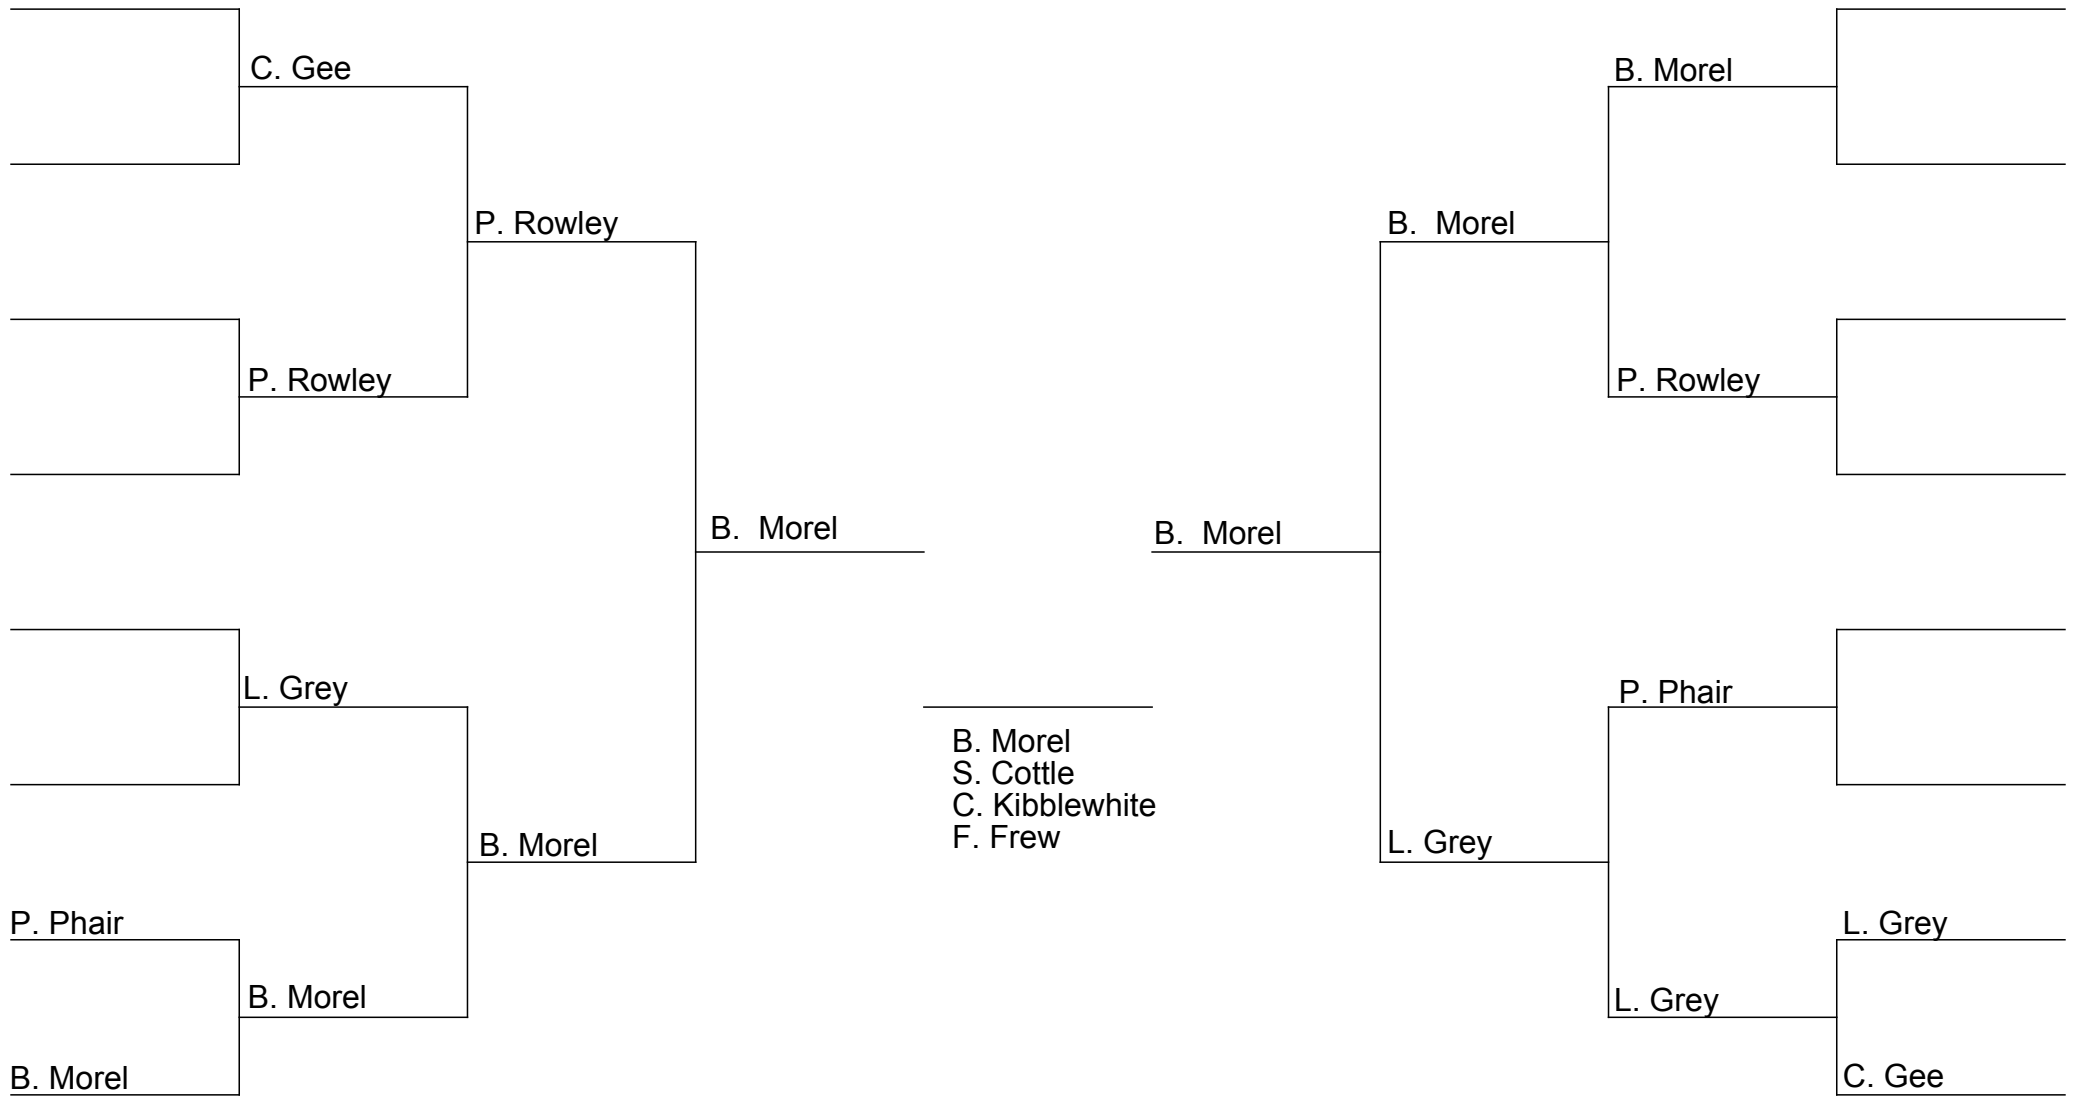 C. Gee
B. Morel
P. Rowley
B.  Morel
P. Rowley
P. Rowley
B.  Morel
B.  Morel
L. Grey
P. Phair
B. Morel
S. Cottle
C. Kibblewhite
F. Frew
B. Morel
L. Grey
P. Phair
L. Grey
B. Morel
L. Grey
B. Morel
C. Gee